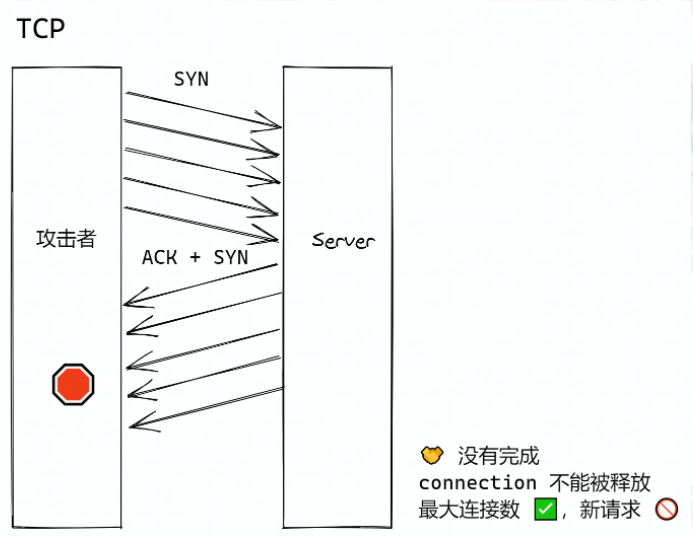 TCP
SYN
攻击者
Server
ACK + SYN
🤝 没有完成
connection 不能被释放
最大连接数 ✅，新请求 🚫